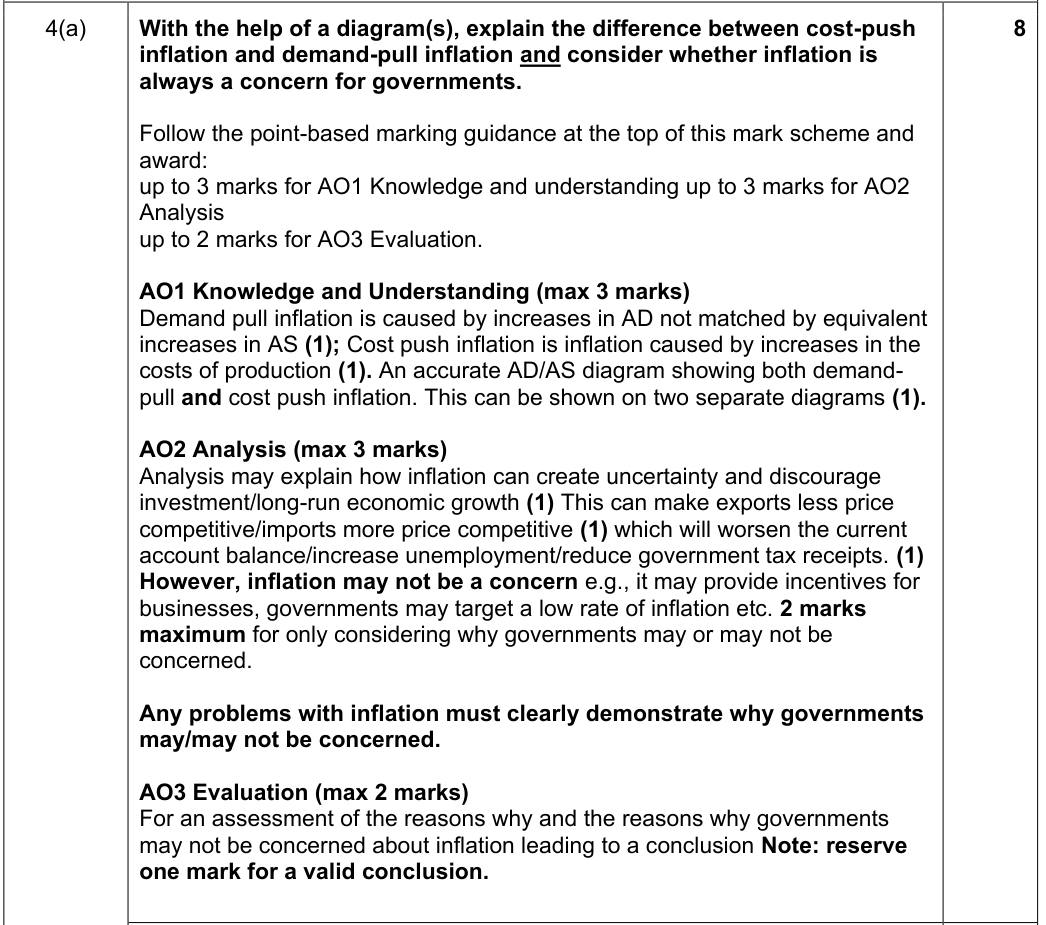 4(a)
With the help of a diagram(s), explain the difference between cost-push
inflation and demand-pull inflation and consider whether inflation is
always a concern for governments.
8
Follow the point-based marking guidance at the top of this mark scheme and
award:
up to 3 marks for AO1 Knowledge and understanding up to 3 marks for AO2
Analysis
up to 2 marks for AO3 Evaluation.
AO1 Knowledge and Understanding (max 3 marks)
Demand pull inflation is caused by increases in AD not matched by equivalent
increases in AS (1); Cost push inflation is inflation caused by increases in the
costs of production (1). An accurate AD/AS diagram showing both demand-
pull and cost push inflation. This can be shown on two separate diagrams (1).
AO2 Analysis (max 3 marks)
Analysis may explain how inflation can create uncertainty and discourage
investment/long-run economic growth (1) This can make exports less price
competitive/imports more price competitive (1) which will worsen the current
account balance/increase unemployment/reduce government tax receipts. (1)
However, inflation may not be a concern e.g., it may provide incentives for
businesses, governments may target a low rate of inflation etc. 2 marks
maximum for only considering why governments may or may not be
concerned.
Any problems with inflation must clearly demonstrate why governments
may/may not be concerned.
AO3 Evaluation (max 2 marks)
For an assessment of the reasons why and the reasons why governments
may not be concerned about inflation leading to a conclusion Note: reserve
one mark for a valid conclusion.